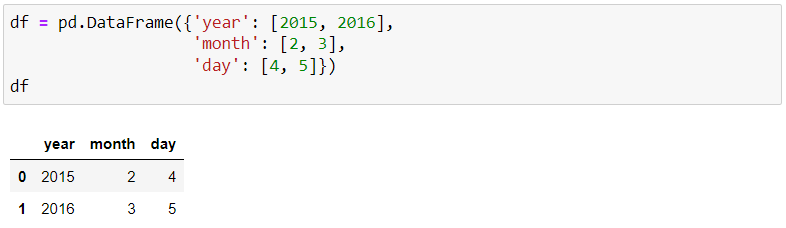 df = pd.DataFrame({'year': [2015, 2016],
'month': [2, 3],
'day': [4, 5]})
df
year month day
0 2015 2 4
1 2016 3 5